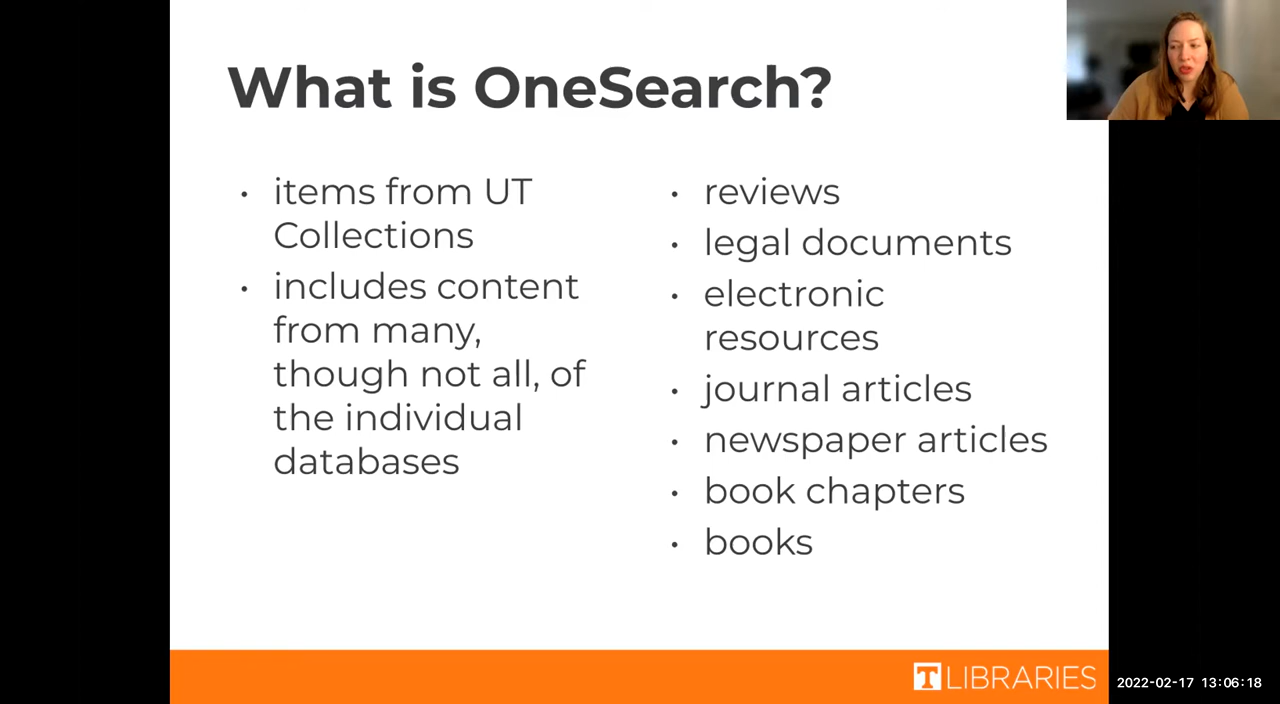 What is OneSearch?
• items from UT
Collections
• includes content
from many,
though not all, of
the individual
databases
• reviews
• legal documents
• electronic
resources
• journal articles
• newspaper articles
• book chapters
• books
T LIBRARIES
2022-02-17 13:06:18